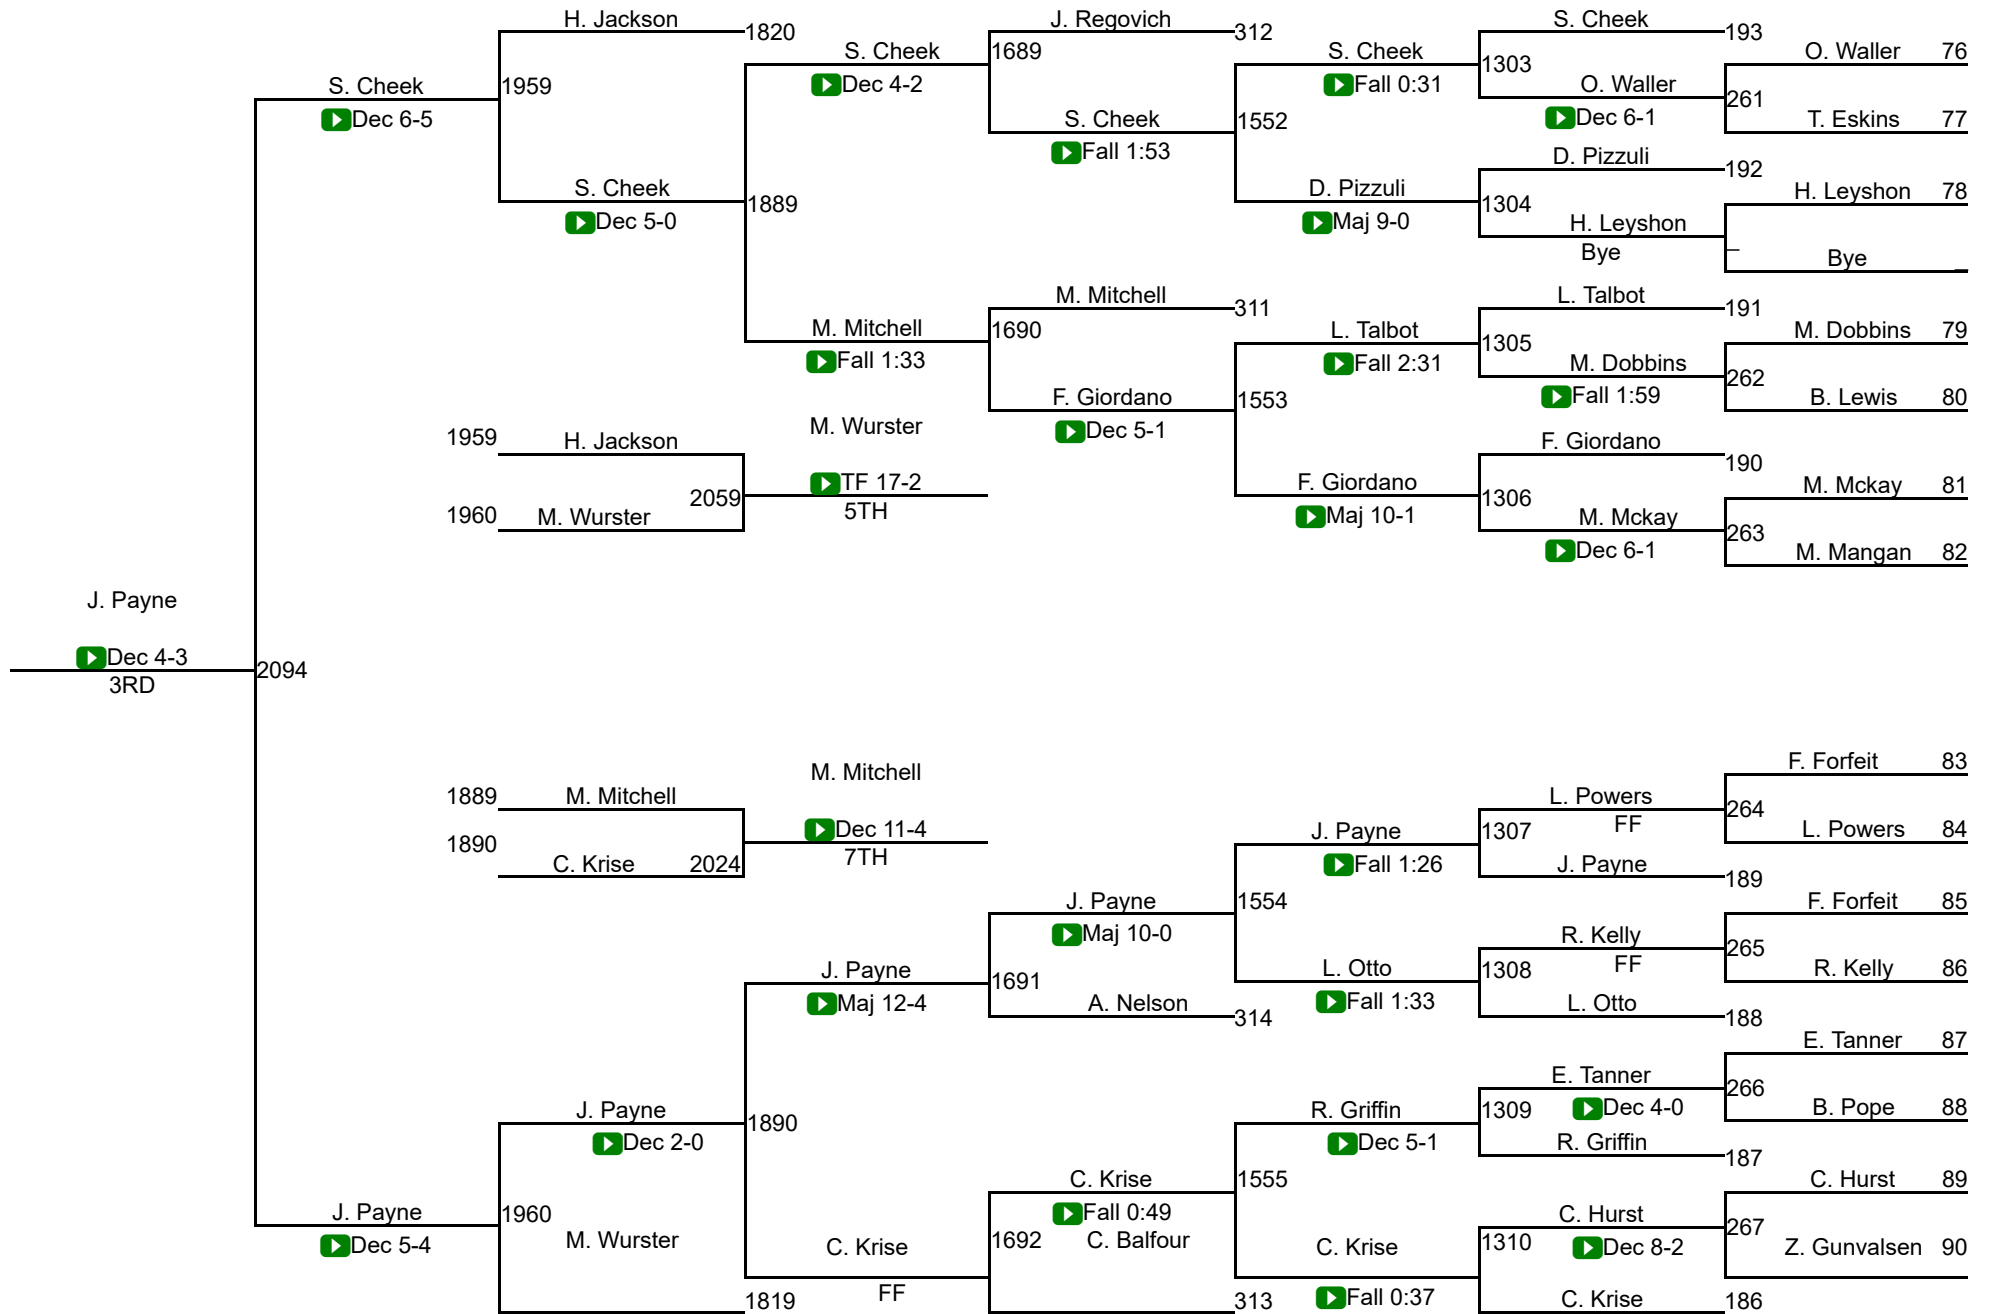 H. Jackson
1820
J. Regovich
312
S. Cheek
193
S. Cheek
Dec 4-2
1689
S. Cheek
Fall 0:31
1303
O. Waller 76
S. Cheek
Dec 6-5
1959
O. Waller
Dec 6-1
261
T. Eskins 77
S. Cheek
Fall 1:53
1552
D. Pizzuli
192
S. Cheek
Dec 5-0
1889
D. Pizzuli
Maj 9-0
1304
H. Leyshon 78
H. Leyshon
Bye
_
Bye _
M. Mitchell
311
L. Talbot
191
M. Mitchell
Fall 1:33
1690
L. Talbot
Fall 2:31
1305
M. Dobbins 79
M. Dobbins
Fall 1:59
262
B. Lewis 80
F. Giordano
Dec 5-1
1553
1959
H. Jackson
M. Wurster
F. Giordano
190
TF 17-2
5TH
2059
1960
M. Wurster
F. Giordano
Maj 10-1
1306
M. Mckay 81
M. Mckay
Dec 6-1
263
M. Mangan 82
J. Payne
Dec 4-3
3RD
2094
F. Forfeit 83
M. Mitchell
1889
M. Mitchell
Dec 11-4
7TH
1890
C. Krise
2024
L. Powers
FF
264
L. Powers 84
J. Payne
Fall 1:26
1307
J. Payne
189
J. Payne
Maj 10-0
1554
F. Forfeit 85
R. Kelly
FF
265
R. Kelly 86
J. Payne
Maj 12-4
1691
L. Otto
Fall 1:33
1308
A. Nelson
314
L. Otto
188
E. Tanner 87
E. Tanner
Dec 4-0
266
B. Pope 88
J. Payne
Dec 2-0
1890
R. Griffin
Dec 5-1
1309
R. Griffin
187
C. Krise
Fall 0:49
1555
C. Hurst 89
J. Payne
Dec 5-4
1960
M. Wurster
1819
C. Krise
FF
1692
C. Balfour
313
C. Krise
Fall 0:37
1310
C. Hurst
Dec 8-2
267
Z. Gunvalsen 90
C. Krise
186